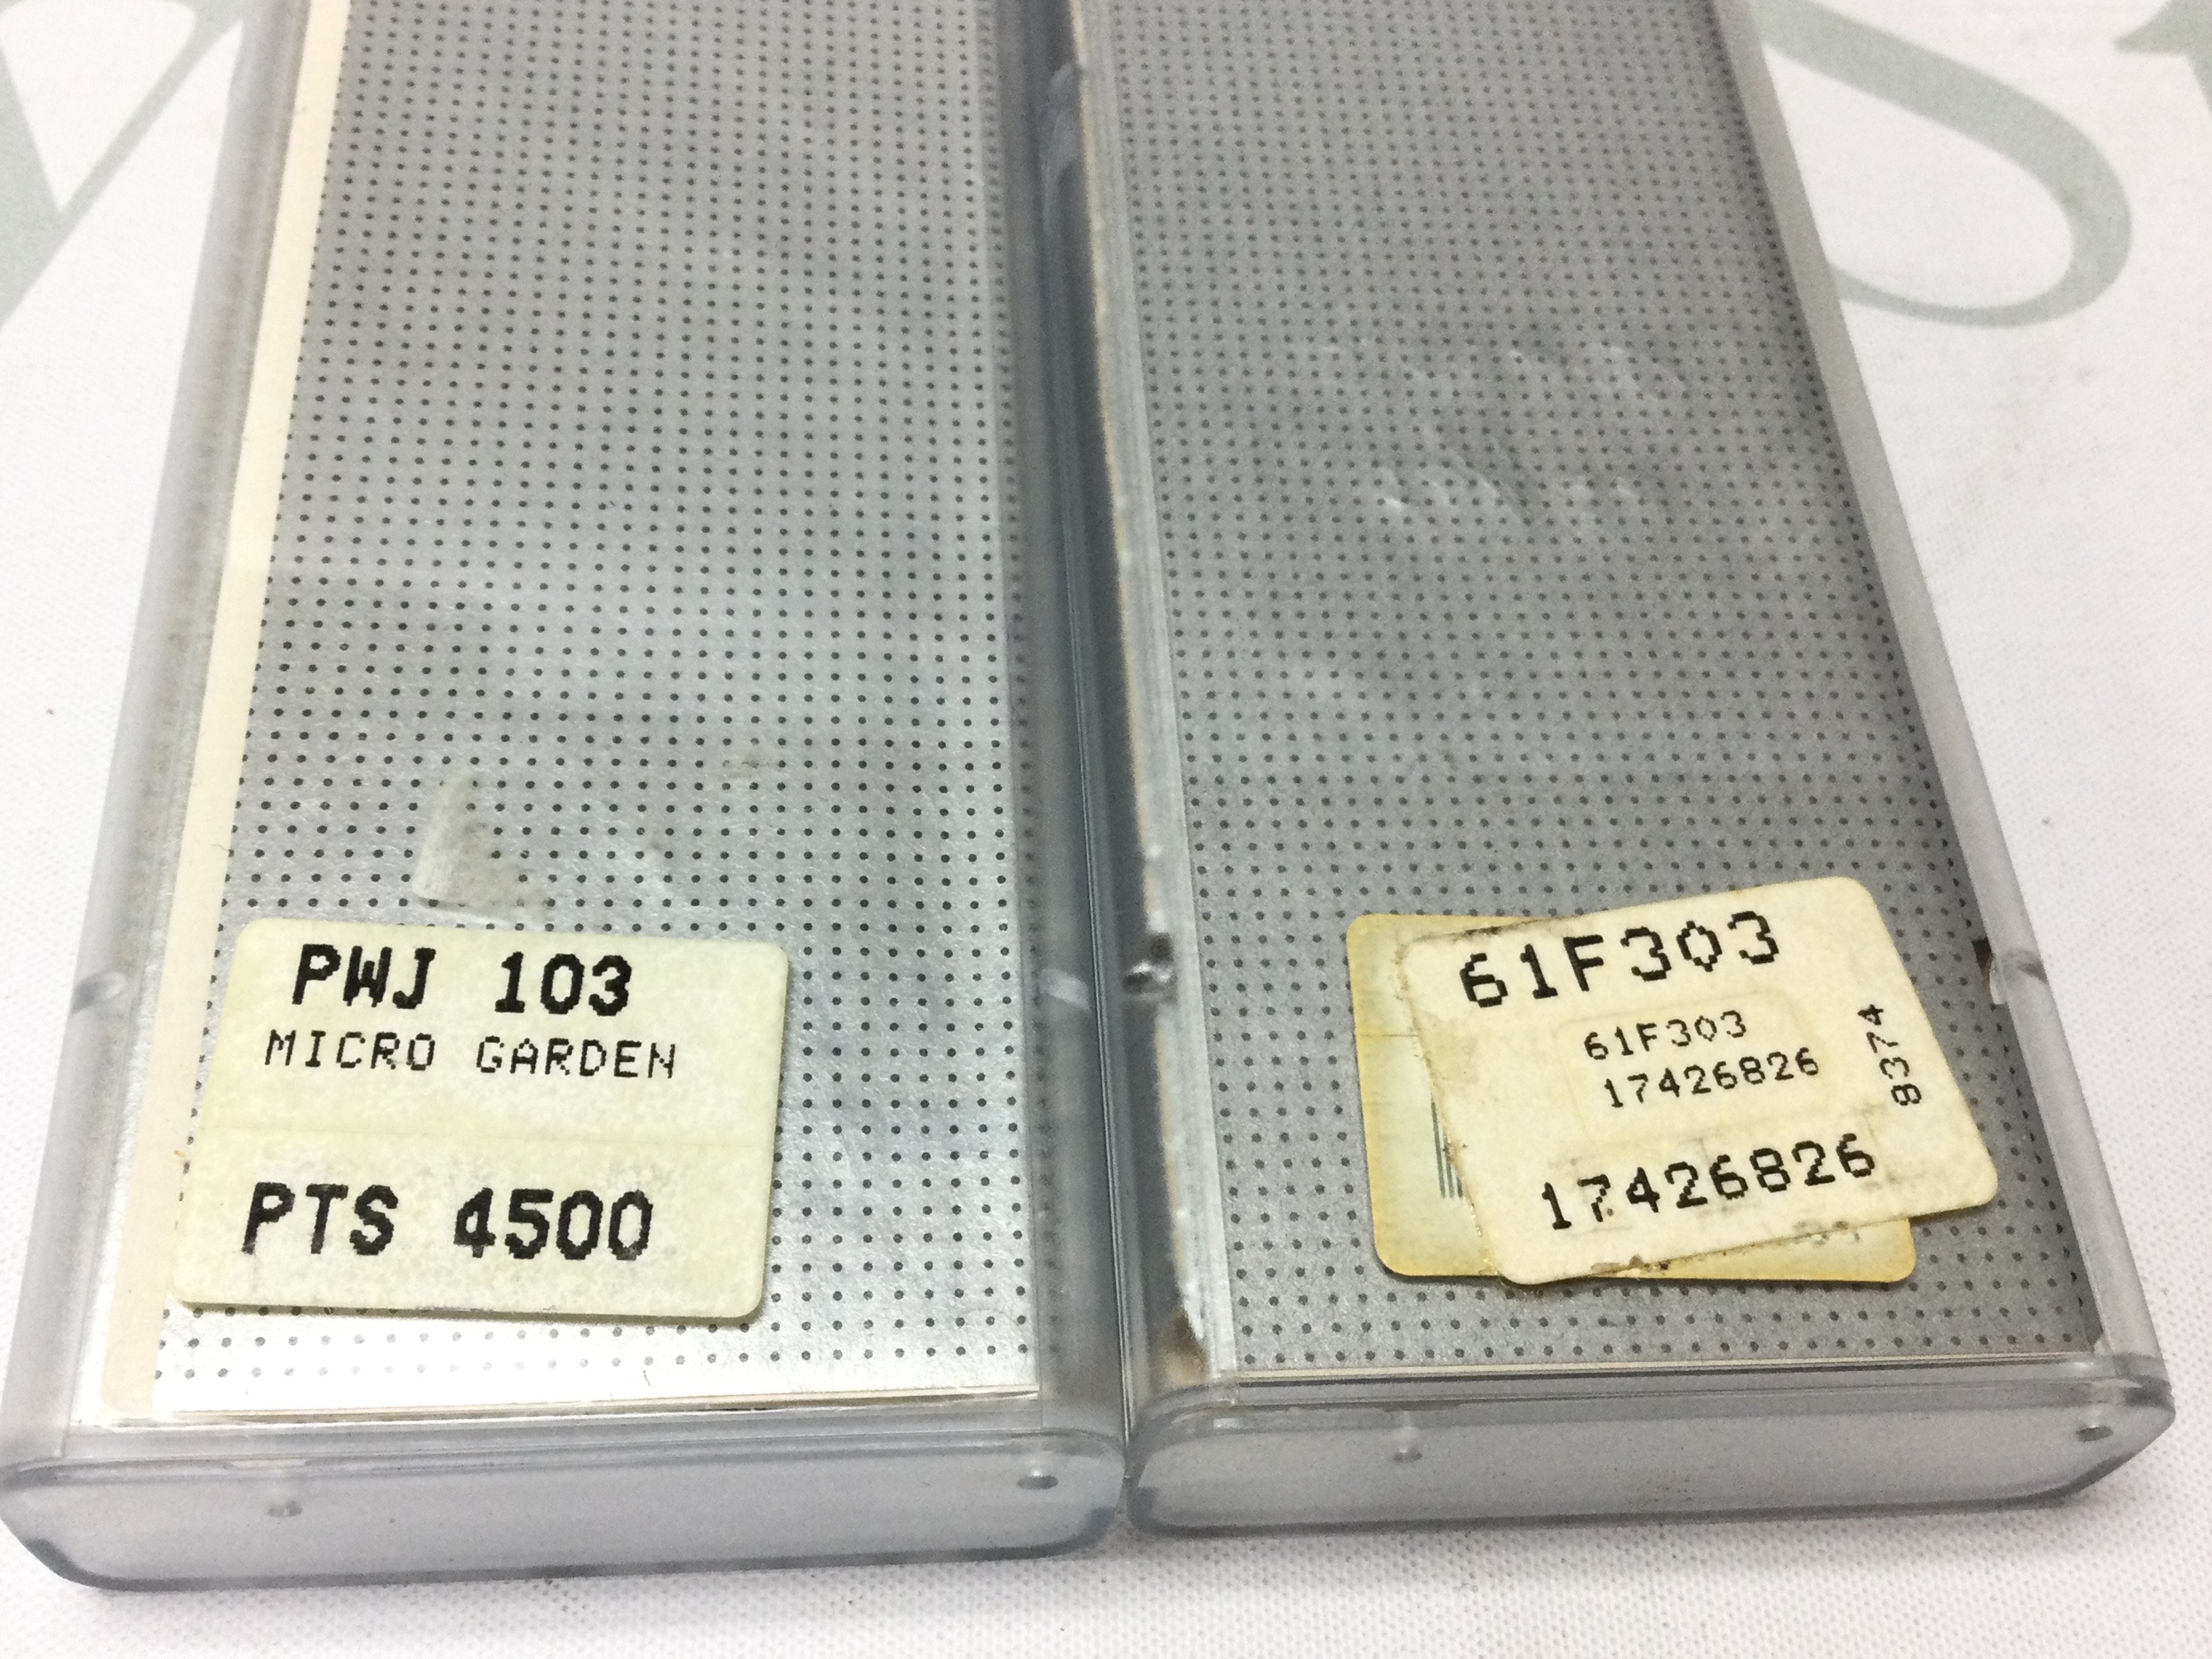 PWJ 103
MICRO GARDEN
PTS 4500
61F303
61F303
17426826
8374
17426826